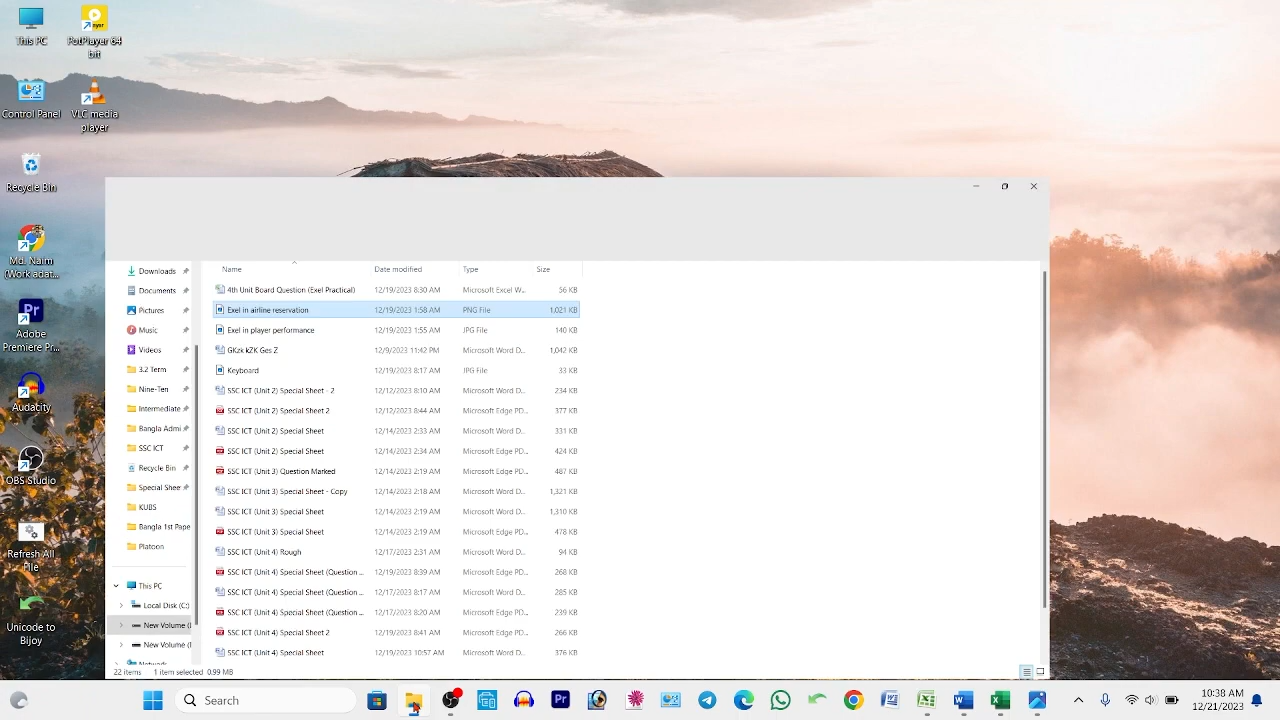 This PC
PotPlayer 64
bit
Control Panel
VLC media
player
Recycle Bin
Md. Naim
(Workadat...
Adobe
Premiere Pr...
Audacity
OBS Studio
Refresh All
File
Unicode to
Bijoy
Downloads
Documents
Pictures
Music
Videos
3.2 Term
Nine-Ten
Intermediate
Bangla Admi
SSC ICT
Recycle Bin
Special Shee
KUBS
Bangla 1st Pape
Platoon
This PC
Local Disk (C:)
New Volume (
New Volume (
Network
Name Date modified Type Size
4th Unit Board Question (Exel Practical) 12/19/2023 8:30 AM Microsoft Excel W... 56 KB
Exel in airline reservation 12/19/2023 1:58 AM PNG File 1,021 KB
Exel in player performance 12/19/2023 1:55 AM JPG File 140 KB
GKzk kZK Ges Z 12/9/2023 11:42 PM Microsoft Word D... 1,042 KB
Keyboard 12/19/2023 8:17 AM JPG File 33 KB
SSC ICT (Unit 2) Special Sheet - 2 12/12/2023 8:10 AM Microsoft Word D... 234 KB
SSC ICT (Unit 2) Special Sheet 2 12/12/2023 8:44 AM Microsoft Edge PD... 377 KB
SSC ICT (Unit 2) Special Sheet 12/14/2023 2:33 AM Microsoft Word D... 331 KB
SSC ICT (Unit 2) Special Sheet 12/14/2023 2:34 AM Microsoft Edge PD... 424 KB
SSC ICT (Unit 3) Question Marked 12/14/2023 2:19 AM Microsoft Edge PD... 487 KB
SSC ICT (Unit 3) Special Sheet - Copy 12/14/2023 2:18 AM Microsoft Word D... 1,321 KB
SSC ICT (Unit 3) Special Sheet 12/14/2023 2:19 AM Microsoft Word D... 1,310 KB
SSC ICT (Unit 3) Special Sheet 12/14/2023 2:19 AM Microsoft Edge PD... 478 KB
SSC ICT (Unit 4) Rough 12/17/2023 2:31 AM Microsoft Word D... 94 KB
SSC ICT (Unit 4) Special Sheet (Question ... 12/19/2023 8:39 AM Microsoft Edge PD... 268 KB
SSC ICT (Unit 4) Special Sheet (Question ... 12/17/2023 8:17 AM Microsoft Word D... 285 KB
SSC ICT (Unit 4) Special Sheet (Question ... 12/17/2023 8:20 AM Microsoft Edge PD... 239 KB
SSC ICT (Unit 4) Special Sheet 2 12/19/2023 8:41 AM Microsoft Edge PD... 266 KB
SSC ICT (Unit 4) Special Sheet 12/19/2023 10:57 AM Microsoft Word D... 376 KB
22 items 1 item selected 0.99 MB
Search
10:38 AM
12/21/2023